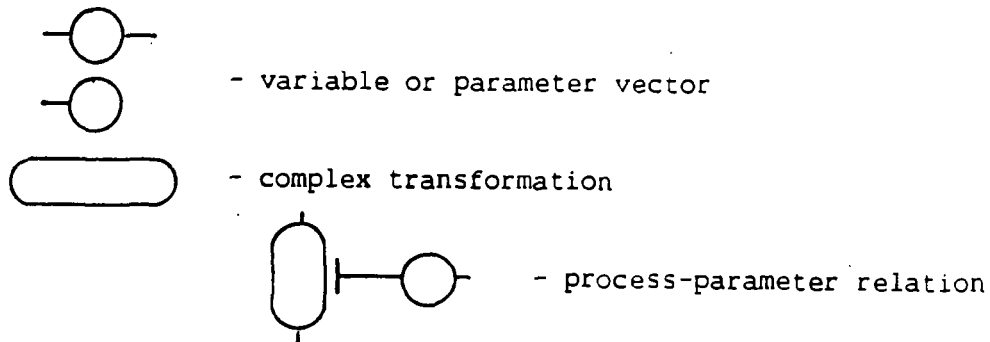 - variable or parameter vector
- complex transformation
- process-parameter relation